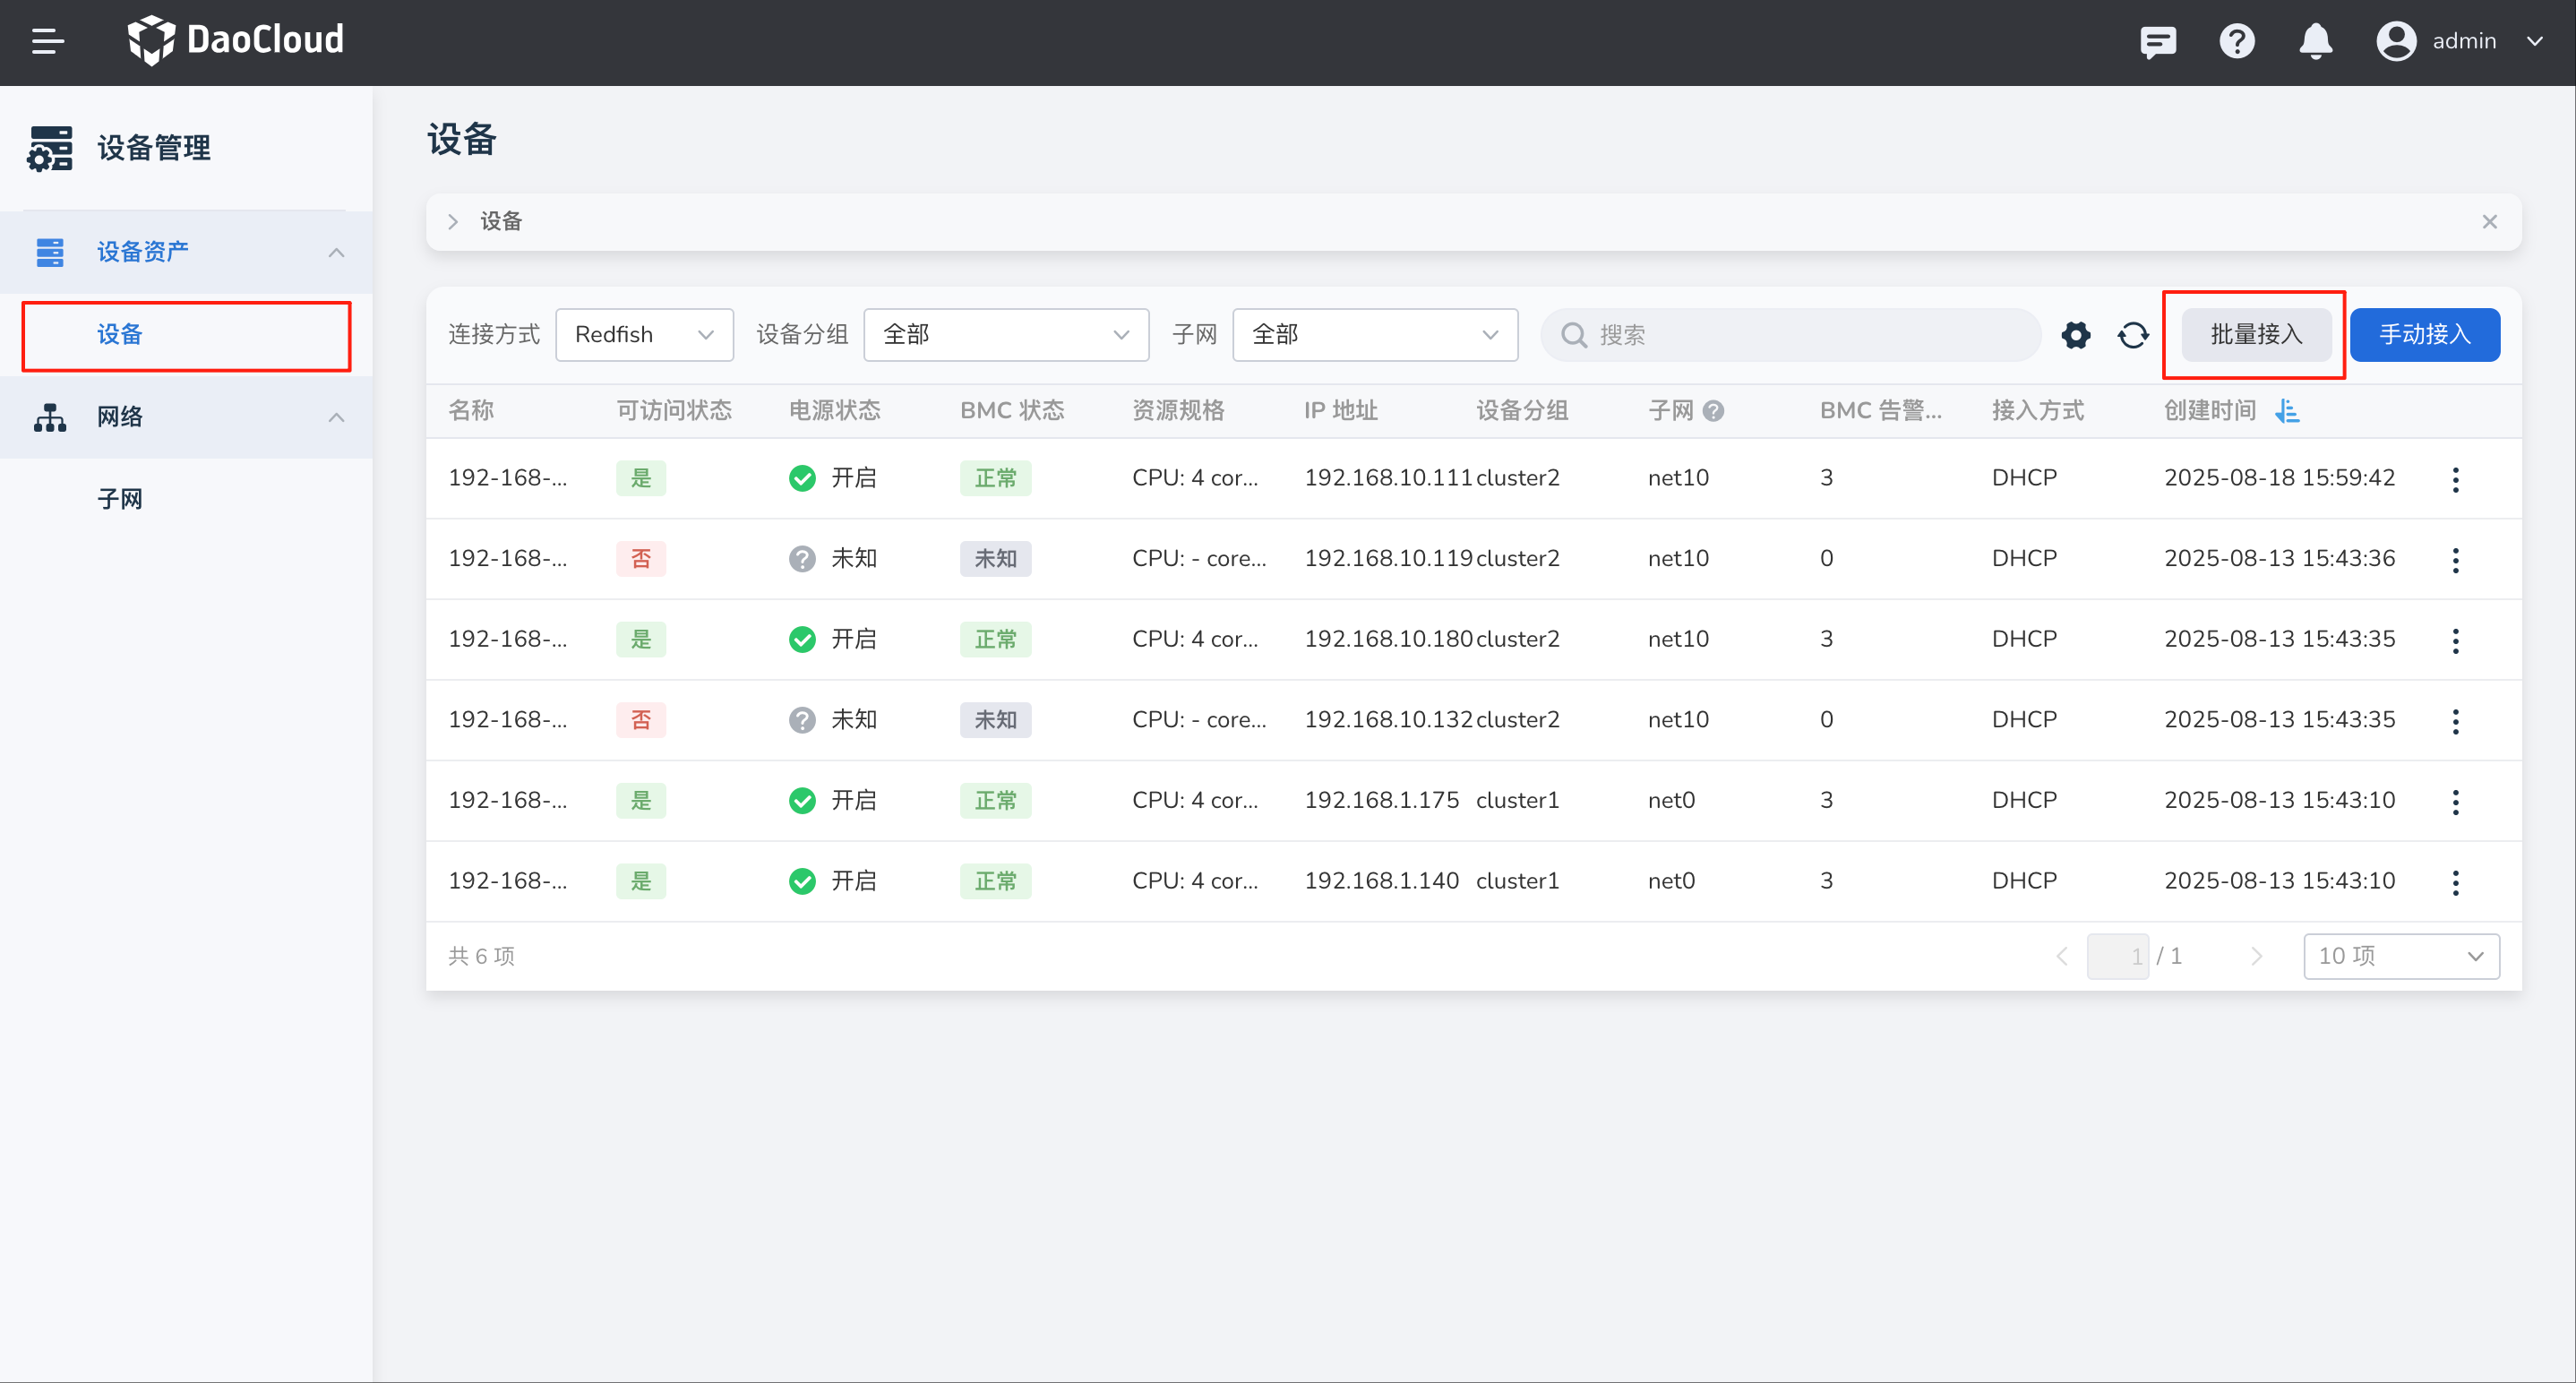 DaoCloud
admin
设备管理
设备资产
设备
网络
子网
设备
设备
连接方式 Redfish 设备分组 全部 子网 全部 搜索 批量接入 手动接入
名称 可访问状态 电源状态 BMC 状态 资源规格 IP 地址 设备分组 子网 BMC 告警... 接入方式 创建时间
192-168-... 是 开启 正常 CPU: 4 cor... 192.168.10.111 cluster2 net10 3 DHCP 2025-08-18 15:59:42
192-168-... 否 未知 未知 CPU: - core... 192.168.10.119 cluster2 net10 0 DHCP 2025-08-13 15:43:36
192-168-... 是 开启 正常 CPU: 4 cor... 192.168.10.180 cluster2 net10 3 DHCP 2025-08-13 15:43:35
192-168-... 否 未知 未知 CPU: - core... 192.168.10.132 cluster2 net10 0 DHCP 2025-08-13 15:43:35
192-168-... 是 开启 正常 CPU: 4 cor... 192.168.1.175 cluster1 net0 3 DHCP 2025-08-13 15:43:10
192-168-... 是 开启 正常 CPU: 4 cor... 192.168.1.140 cluster1 net0 3 DHCP 2025-08-13 15:43:10
共 6 项 1 / 1 10 项